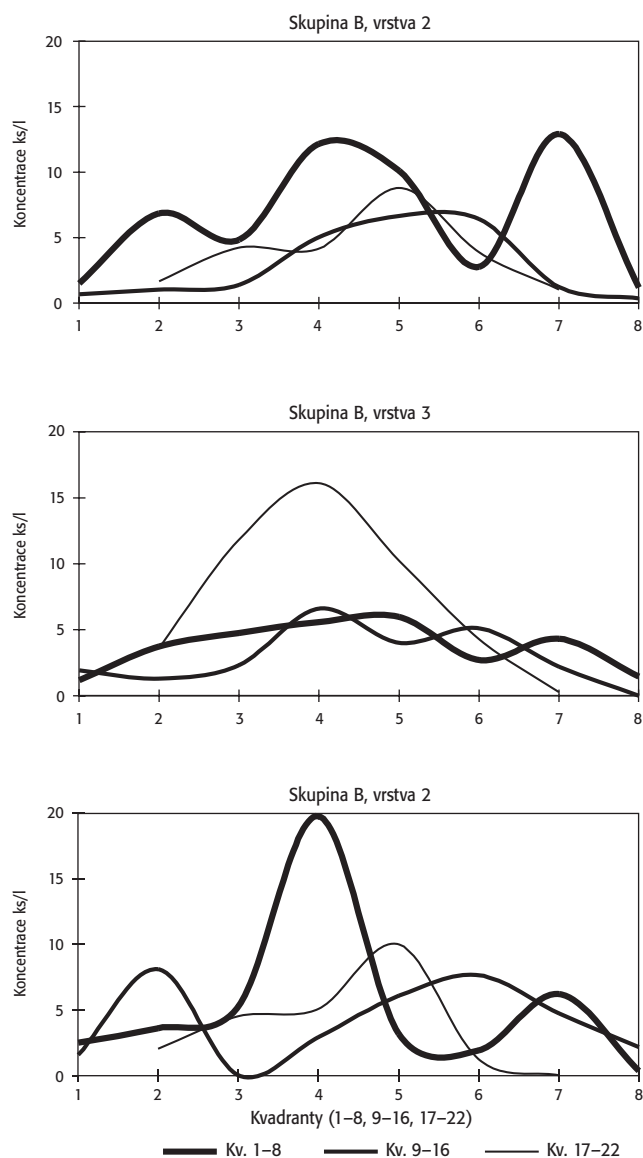 Skupina B, vrstva 2
Koncentrace ks/l
20
15
10
5
0
1 2 3 4 5 6 7 8
Skupina B, vrstva 3
Koncentrace ks/l
20
15
10
5
0
1 2 3 4 5 6 7 8
Skupina B, vrstva 2
Koncentrace ks/l
20
15
10
5
0
1 2 3 4 5 6 7 8
Kvadranty (1–8, 9–16, 17–22)
Kv. 1–8 Kv. 9–16 Kv. 17–22